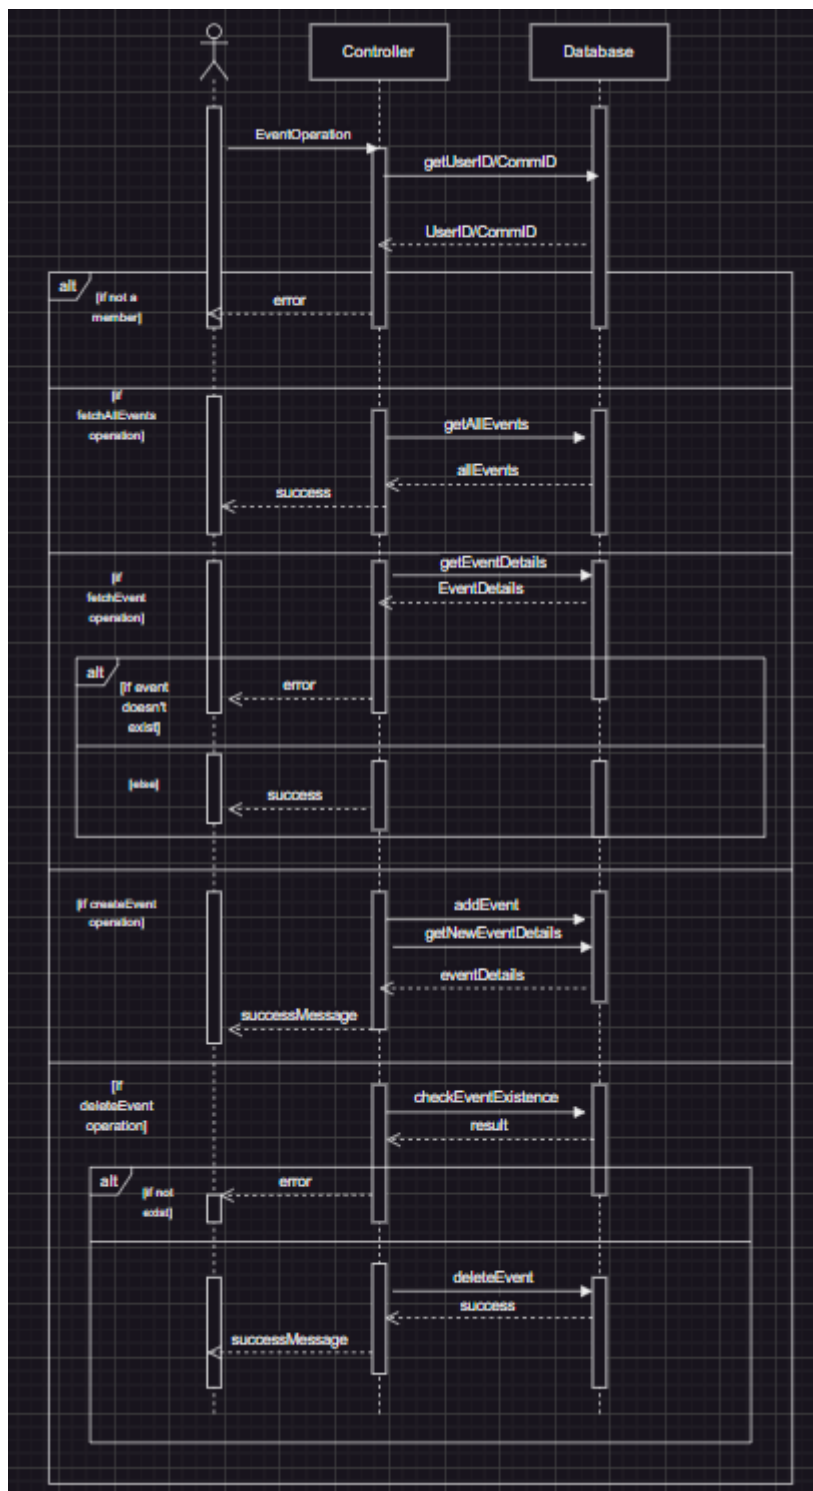 Controller
Database
EventOperation
getUserID/CommID
UserID/CommID
alt
[if not a
member]
error
[if
fetchAllEvents
operation]
getAllEvents
allEvents
success
[if
fetchEvent
operation]
getEventDetails
EventDetails
alt
[if event
doesn't
exist]
error
[else]
success
[if createEvent
operation]
addEvent
getNewEventDetails
eventDetails
successMessage
[if
deleteEvent
operation]
checkEventExistence
result
alt
[if not
exist]
error
deleteEvent
success
successMessage